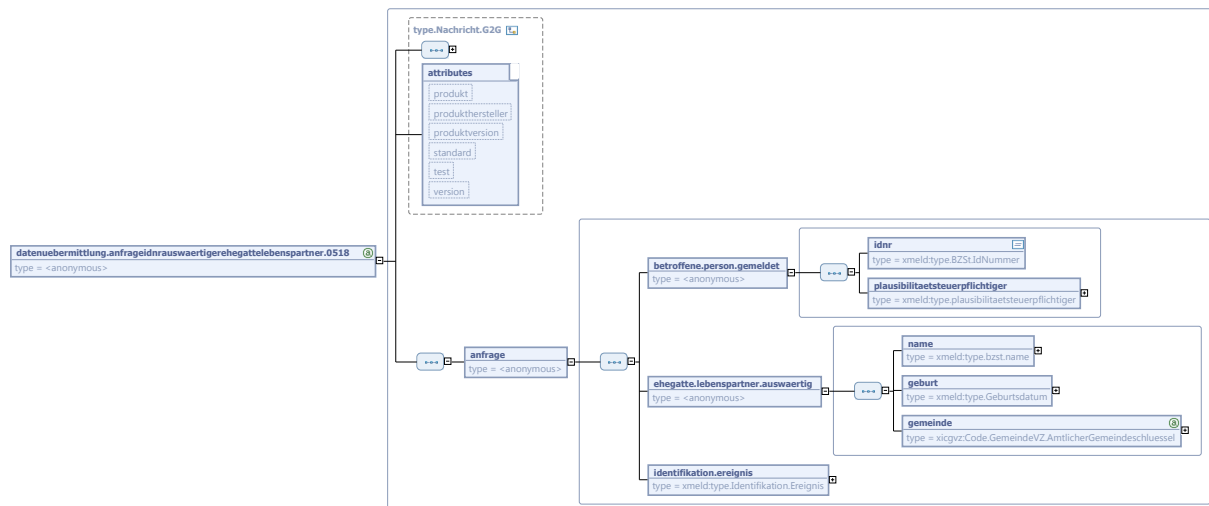 type.Nachricht.G2G
attributes
produkt
produkthersteller
produktversion
standard
test
version
datenuebermittlung.anfrageidnrauswaertigerehegattelebenspartner.0518
type = <anonymous>
anfrage
type = <anonymous>
betroffene.person.gemeldet
type = <anonymous>
idnr
type = xmeld:type.BZSt.IdNummer
plausibilitaetsteuerpflichtiger
type = xmeld:type.plausibilitaetsteuerpflichtiger
ehegatte.lebenspartner.auswaertig
type = <anonymous>
name
type = xmeld:type.bzst.name
geburt
type = xmeld:type.Geburtsdatum
gemeinde
type = xicgvz:Code.GemeindeVZ.AmtlicherGemeindeschluessel
identifikation.ereignis
type = xmeld:type.Identifikation.Ereignis